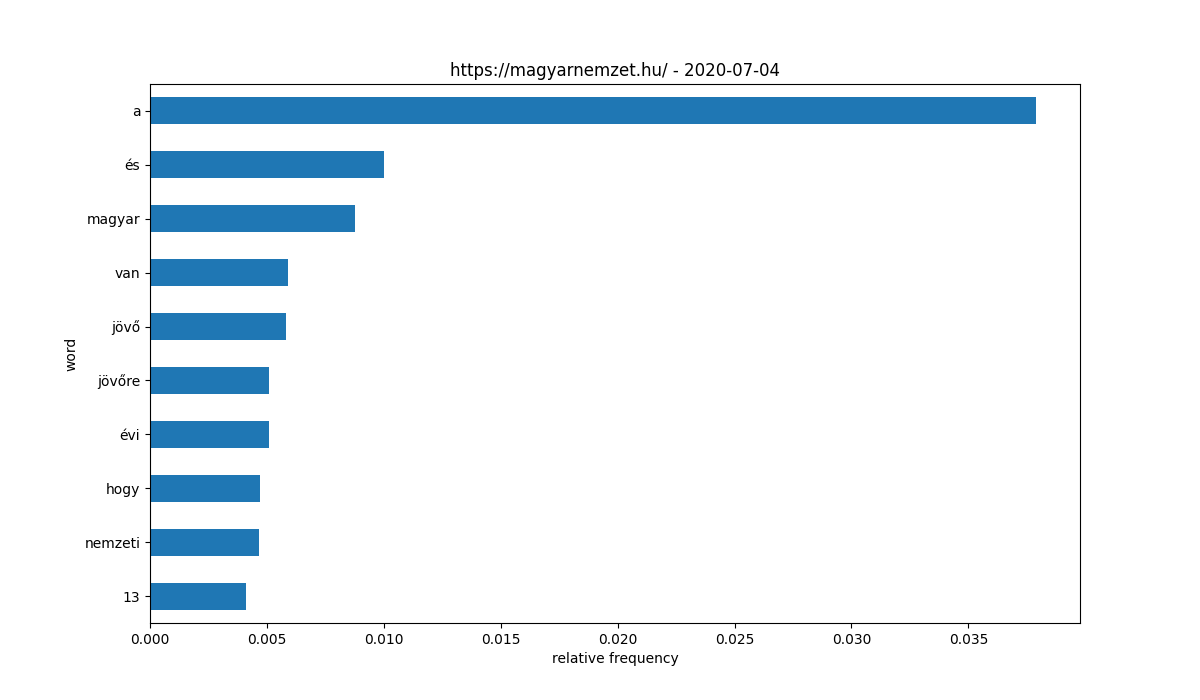 https://magyarnemzet.hu/ - 2020-07-04
word
a
és
magyar
van
jövő
jövőre
évi
hogy
nemzeti
13
0.000 0.005 0.010 0.015 0.020 0.025 0.030 0.035
relative frequency